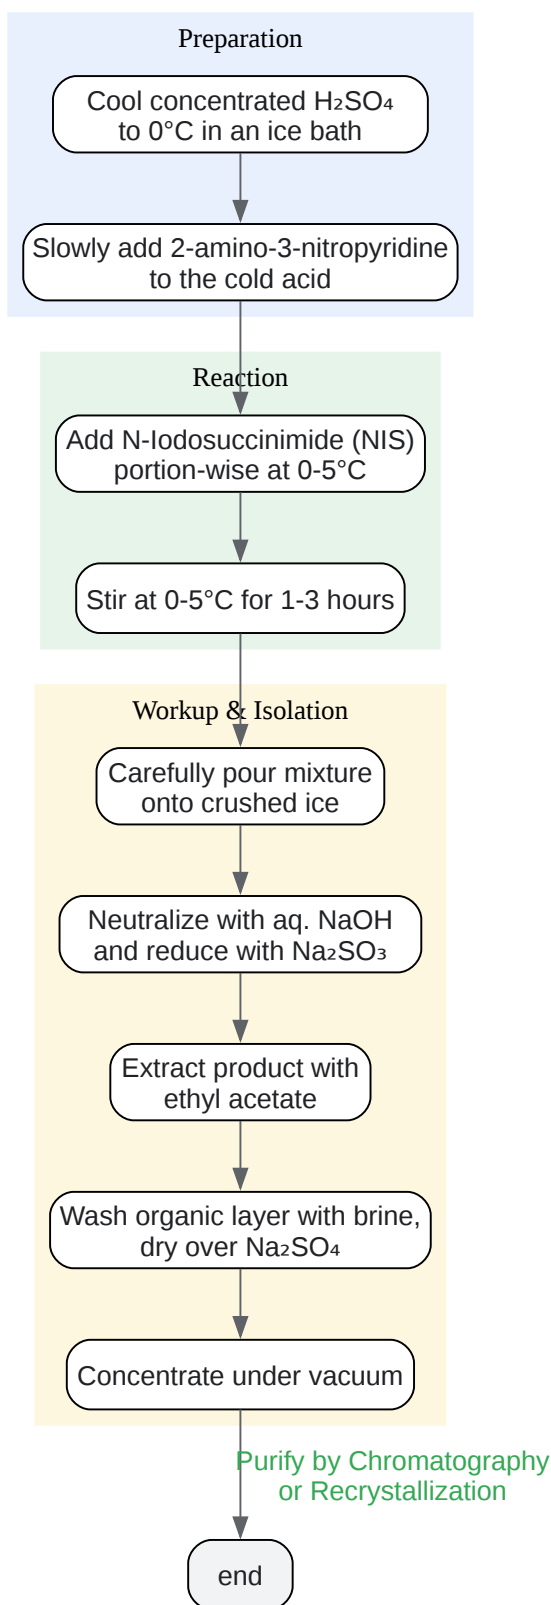 Preparation
Cool concentrated H₂SO₄
to 0°C in an ice bath
Slowly add 2-amino-3-nitropyridine
to the cold acid
Reaction
Add N-Iodosuccinimide (NIS)
portion-wise at 0-5°C
Stir at 0-5°C for 1-3 hours
Workup & Isolation
Carefully pour mixture
onto crushed ice
Neutralize with aq. NaOH
and reduce with Na₂SO₃
Extract product with
ethyl acetate
Wash organic layer with brine,
dry over Na₂SO₄
Concentrate under vacuum
Purify by Chromatography
or Recrystallization
end